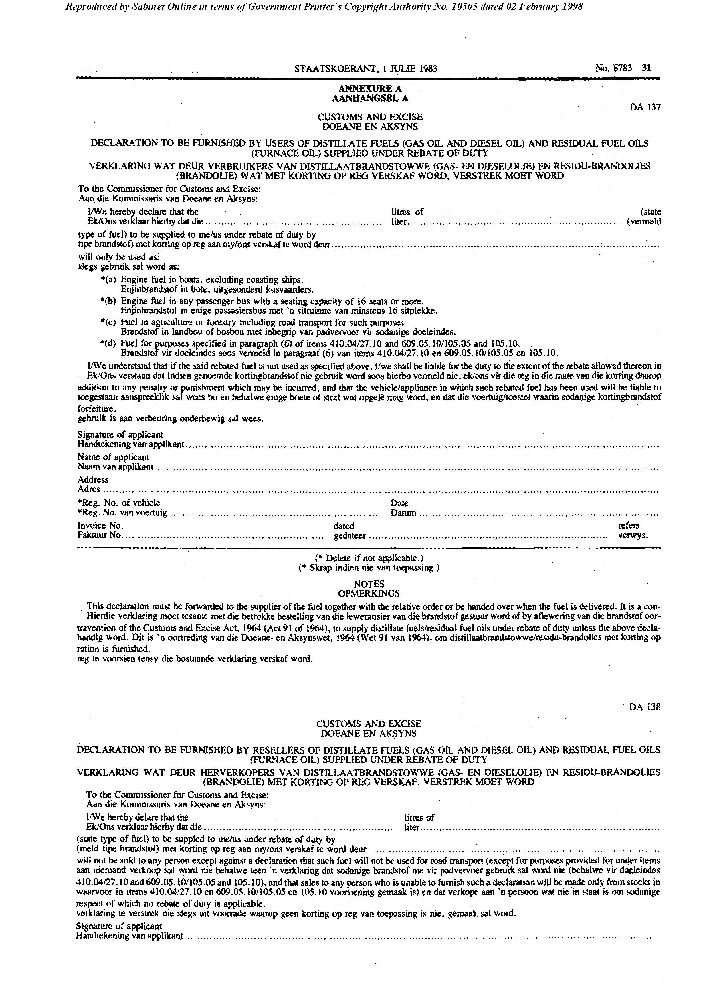 Reproduced by Sabinet Online in terms of Government Printer's Copyright Authority No. 10505 dated 02 February 1998
STAATSKOERANT, 1 JULIE 1983 No. 8783 31
ANNEXURE A
AANHANGSEL A
DA 137
CUSTOMS AND EXCISE
DOEANE EN AKSYNS
DECLARATION TO BE FURNISHED BY USERS OF DISTILLATE FUELS (GAS OIL AND DIESEL OIL) AND RESIDUAL FUEL OILS
(FURNACE OIL) SUPPLIED UNDER REBATE OF DUTY
VERKLARING WAT DEUR VERBRUIKERS VAN DISTILLAATBRANDSTOWWE (GAS- EN DIESELOLIE) EN RESIDU-BRANDOLIES
(BRANDOLIE) WAT MET KORTING OP REG VERSKAF WORD, VERSTREK MOET WORD
To the Commissioner for Customs and Excise:
Aan die Kommissaris van Doeane en Aksyns:
I/We hereby declare that the litres of (state
Ek/Ons verklaar hierby dat die ........ liter........ (vermeld
type of fuel) to be supplied to me/us under rebate of duty by
tipe brandstof) met korting op reg aan my/ons verskaf te word deur........
will only be used as:
slegs gebruik sal word as:
*(a) Engine fuel in boats, excluding coasting ships.
Enjinbrandstof in bote, uitgesonderd kusvaarders.
*(b) Engine fuel in any passenger bus with a seating capacity of 16 seats or more.
Enjinbrandstof in enige passasiersbus met 'n sitruimte van minstens 16 sitplekke.
*(c) Fuel in agriculture or forestry including road transport for such purposes.
Brandstof in landbou of bosbou met inbegrip van padvervoer vir sodanige doeleindes.
*(d) Fuel for purposes specified in paragraph (6) of items 410.04/27.10 and 609.05.10/105.05 and 105.10.
Brandstof vir doeleindes soos vermeld in paragraaf (6) van items 410.04/27.10 en 609.05.10/105.05 en 105.10.
I/We understand that if the said rebated fuel is not used as specified above, I/we shall be liable for the duty to the extent of the rebate allowed thereon in
Ek/Ons verstaan dat indien genoemde kortingbrandstof nie gebruik word soos hierbo vermeld nie, ek/ons vir die reg in die mate van die korting daarop
addition to any penalty or punishment which may be incurred, and that the vehicle/appliance in which such rebated fuel has been used will be liable to
toegestaan aanspreeklik sal wees bo en behalwe enige boete of straf wat opgelê mag word, en dat die voertuig/toestel waarin sodanige kortingbrandstof
forfeiture.
gebruik is aan verbeuring onderhewig sal wees.
Signature of applicant
Handtekening van applikant........
Name of applicant
Naam van applikant........
Address
Adres ........
*Reg. No. of vehicle Date
*Reg. No. van voertuig ........ Datum ........
Invoice No. dated refers.
Faktuur No. ........ gedateer ........ verwys.
(* Delete if not applicable.)
(* Skrap indien nie van toepassing.)
NOTES
OPMERKINGS
This declaration must be forwarded to the supplier of the fuel together with the relative order or be handed over when the fuel is delivered. It is a con-
Hierdie verklaring moet tesame met die betrokke bestelling van die leweransier van die brandstof gestuur word of by aflewering van die brandstof oor-
travention of the Customs and Excise Act, 1964 (Act 91 of 1964), to supply distillate fuels/residual fuel oils under rebate of duty unless the above decla-
handig word. Dit is 'n oortreding van die Doeane- en Aksynswet, 1964 (Wet 91 van 1964), om distillaatbrandstowwe/residu-brandolies met korting op
ration is furnished.
reg te voorsien tensy die bostaande verklaring verskaf word.
DA 138
CUSTOMS AND EXCISE
DOEANE EN AKSYNS
DECLARATION TO BE FURNISHED BY RESELLERS OF DISTILLATE FUELS (GAS OIL AND DIESEL OIL) AND RESIDUAL FUEL OILS
(FURNACE OIL) SUPPLIED UNDER REBATE OF DUTY
VERKLARING WAT DEUR HERVERKOPERS VAN DISTILLAATBRANDSTOWWE (GAS- EN DIESELOLIE) EN RESIDU-BRANDOLIES
(BRANDOLIE) MET KORTING OP REG VERSKAF, VERSTREK MOET WORD
To the Commissioner for Customs and Excise:
Aan die Kommissaris van Doeane en Aksyns:
I/We hereby delare that the litres of
Ek/Ons verklaar hierby dat die ........ liter........
(state type of fuel) to be suppled to me/us under rebate of duty by
(meld tipe brandstof) met korting op reg aan my/ons verskaf te word deur ........
will not be sold to any person except against a declaration that such fuel will not be used for road transport (except for purposes provided for under items
aan niemand verkoop sal word nie behalwe teen 'n verklaring dat sodanige brandstof nie vir padvervoer gebruik sal word nie (behalwe vir doeleindes
410.04/27.10 and 609.05.10/105.05 and 105.10), and that sales to any person who is unable to furnish such a declaration will be made only from stocks in
waarvoor in items 410.04/27.10 en 609.05.10/105.05 en 105.10 voorsiening gemaak is) en dat verkope aan 'n persoon wat nie in staat is om sodanige
respect of which no rebate of duty is applicable.
verklaring te verstrek nie slegs uit voorrade waarop geen korting op reg van toepassing is nie, gemaak sal word.
Signature of applicant
Handtekening van applikant........